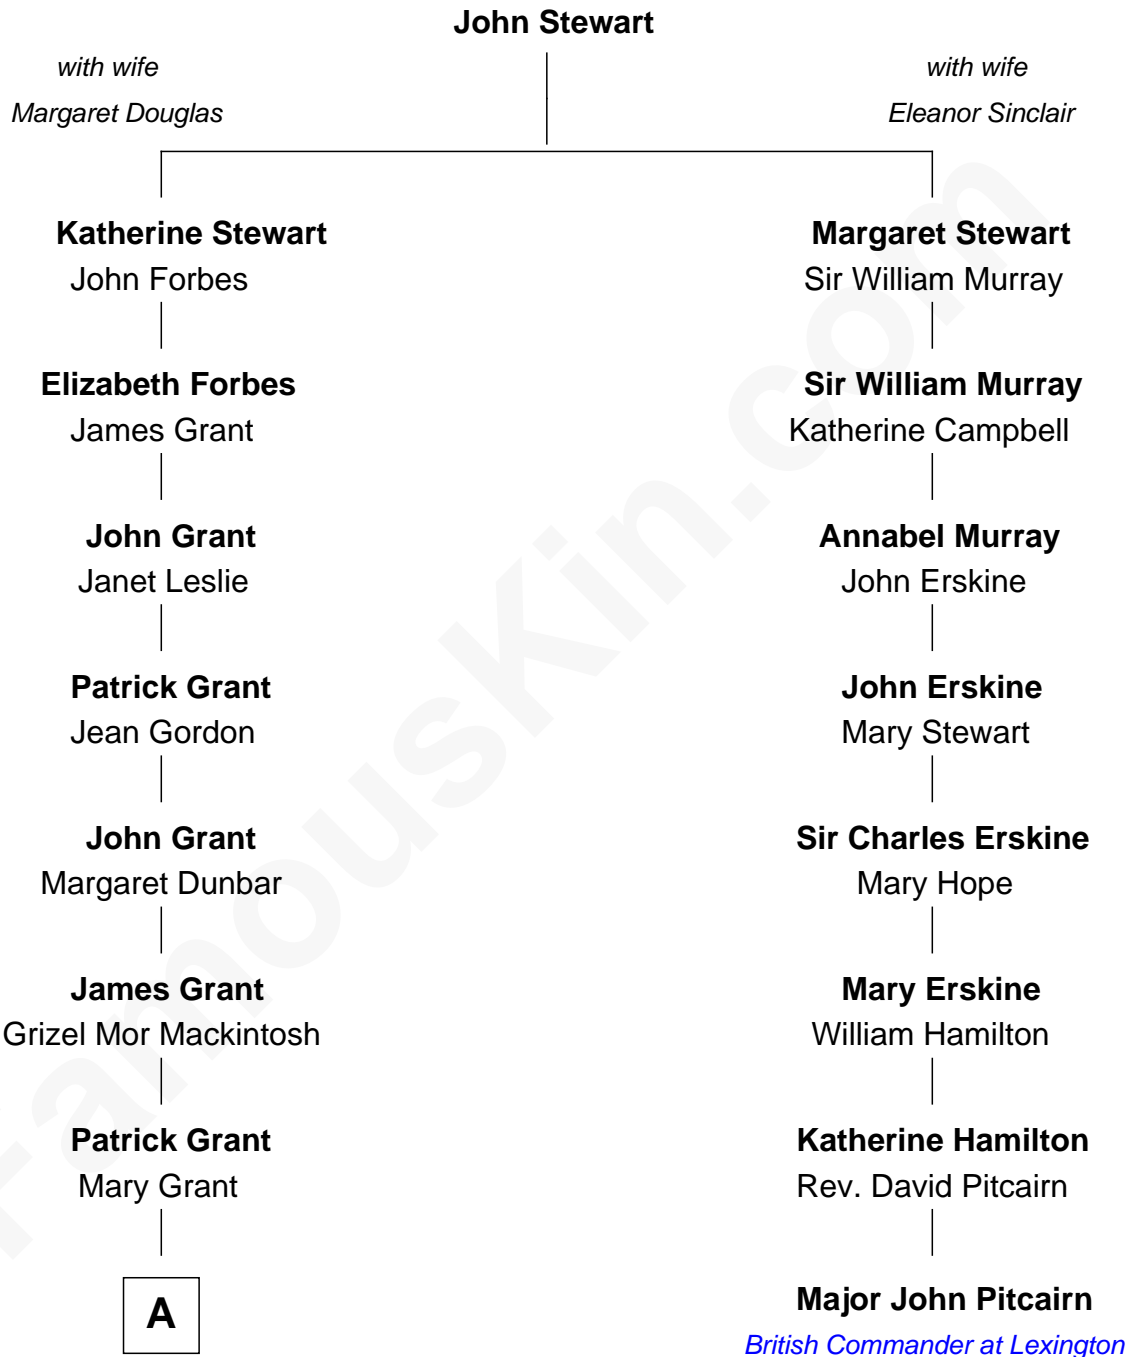 John Stewart
with wife
Margaret Douglas
with wife
Eleanor Sinclair
Katherine Stewart
John Forbes
Margaret Stewart
Sir William Murray
Elizabeth Forbes
James Grant
Sir William Murray
Katherine Campbell
John Grant
Janet Leslie
Annabel Murray
John Erskine
Patrick Grant
Jean Gordon
John Erskine
Mary Stewart
John Grant
Margaret Dunbar
Sir Charles Erskine
Mary Hope
James Grant
Grizel Mor Mackintosh
Mary Erskine
William Hamilton
Patrick Grant
Mary Grant
Katherine Hamilton
Rev. David Pitcairn
A
Major John Pitcairn
British Commander at Lexington
FamousKin.com